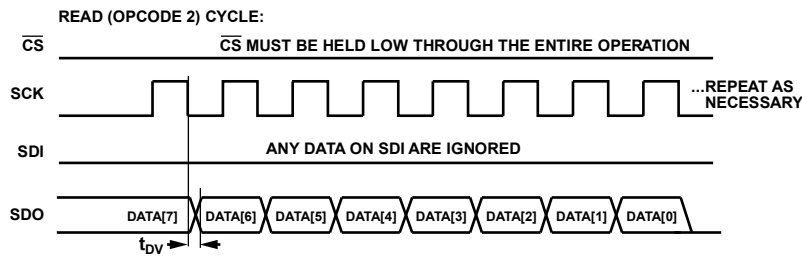 READ (OPCODE 2) CYCLE:
CS
CS MUST BE HELD LOW THROUGH THE ENTIRE OPERATION
SCK
...REPEAT AS
NECESSARY
SDI
ANY DATA ON SDI ARE IGNORED
SDO
DATA[7] DATA[6] DATA[5] DATA[4] DATA[3] DATA[2] DATA[1] DATA[0]
tDV